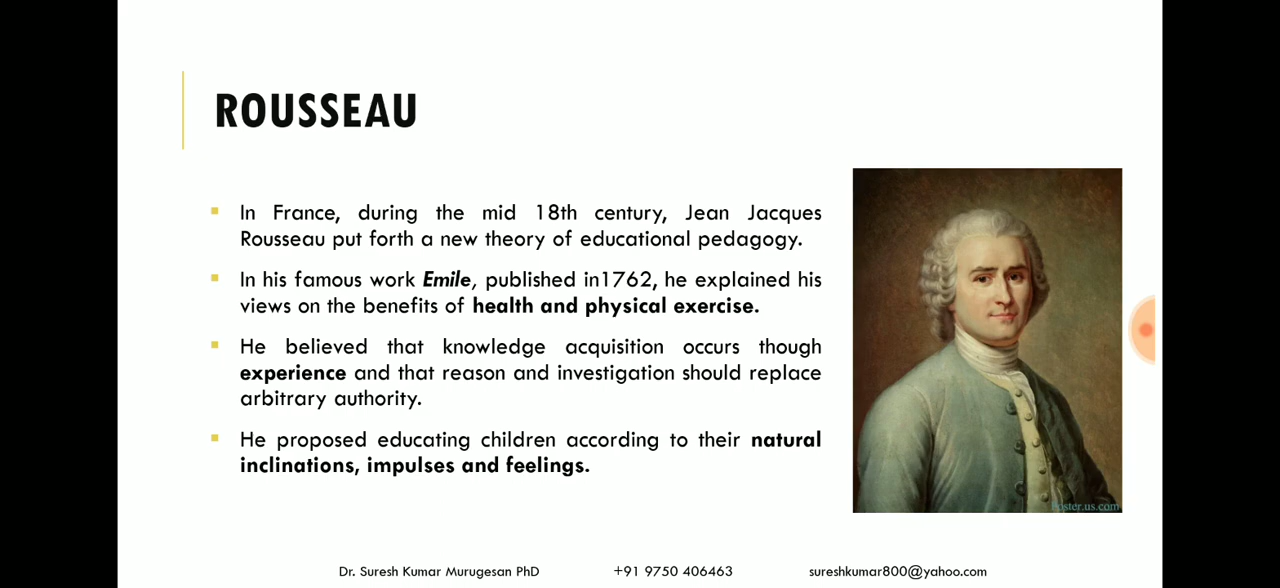 ROUSSEAU
In France, during the mid 18th century, Jean Jacques
Rousseau put forth a new theory of educational pedagogy.
In his famous work Emile, published in1762, he explained his
views on the benefits of health and physical exercise.
He believed that knowledge acquisition occurs though
experience and that reason and investigation should replace
arbitrary authority.
He proposed educating children according to their natural
inclinations, impulses and feelings.
Poster.us.com
Dr. Suresh Kumar Murugesan PhD +91 9750 406463 sureshkumar800@yahoo.com